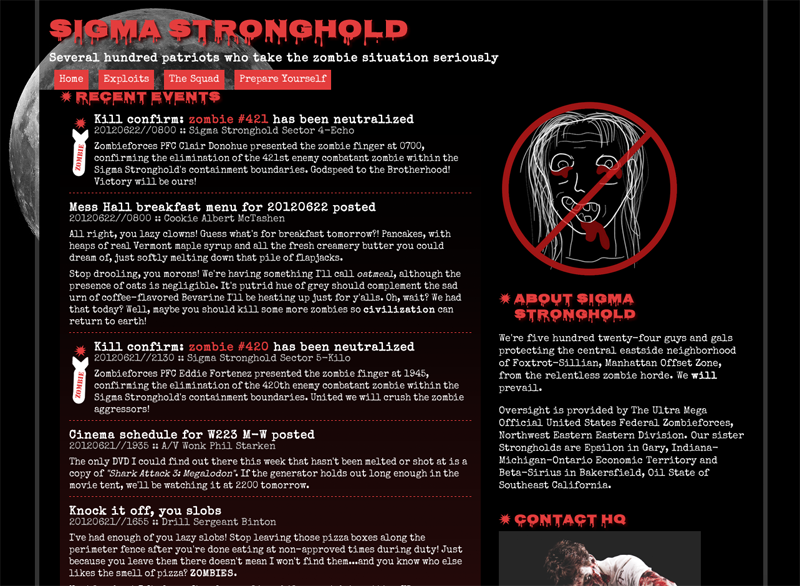 SIGMA STRONGHOLD
Several hundred patriots who take the zombie situation seriously
Home Exploits The Squad Prepare Yourself
RECENT EVENTS
ZOMBIE
Kill confirm: zombie #421 has been neutralized
20120622//0800 :: Sigma Stronghold Sector 4-Echo
Zombieforces PFC Clair Donohue presented the zombie finger at 0700,
confirming the elimination of the 421st enemy combatant zombie within the
Sigma Stronghold's containment boundaries. Godspeed to the Brotherhood!
Victory will be ours!
Mess Hall breakfast menu for 20120622 posted
20120622//0800 :: Cookie Albert McTashen
All right, you lazy clowns! Guess what's for breakfast tomorrow?! Pancakes, with
heaps of real Vermont maple syrup and all the fresh creamery butter you could
dream of, just softly melting down that pile of flapjacks.
Stop drooling, you morons! We're having something I'll call oatmeal, although the
presence of oats is negligible. It's putrid hue of grey should complement the sad
urn of coffee-flavored Bevarine I'll be heating up just for y'alls. Oh, wait? We had
that today? Well, maybe you should kill some more zombies so civilization can
return to earth!
ZOMBIE
Kill confirm: zombie #420 has been neutralized
20120621//2130 :: Sigma Stronghold Sector 5-Kilo
Zombieforces PFC Eddie Fortenez presented the zombie finger at 1945,
confirming the elimination of the 420th enemy combatant zombie within the
Sigma Stronghold's containment boundaries. United we will crush the zombie
aggressors!
Cinema schedule for W223 M-W posted
20120621//1935 :: A/V Wonk Phil Starken
The only DVD I could find out there this week that hasn't been melted or shot at is a
copy of "Shark Attack 3: Megalodon". If the generator holds out long enough in the
movie tent, we'll be watching it at 2200 tomorrow.
Knock it off, you slobs
20120621//1655 :: Drill Sergeant Binton
I've had enough of you lazy slobs! Stop leaving those pizza boxes along the
perimeter fence after you're done eating at non-approved times during duty! Just
because you leave them there doesn't mean I won't find them...and you know who else
likes the smell of pizza? ZOMBIES.
ABOUT SIGMA
STRONGHOLD
We're five hundred twenty-four guys and gals
protecting the central eastside neighborhood
of Foxtrot-Sillian, Manhattan Offset Zone,
from the relentless zombie horde. We will
prevail.
Oversight is provided by The Ultra Mega
Official United States Federal Zombieforces,
Northwest Eastern Eastern Division. Our sister
Strongholds are Epsilon in Gary, Indiana-
Michigan-Ontario Economic Territory and
Beta-Sirius in Bakersfield, Oil State of
Southeast California.
CONTACT HQ